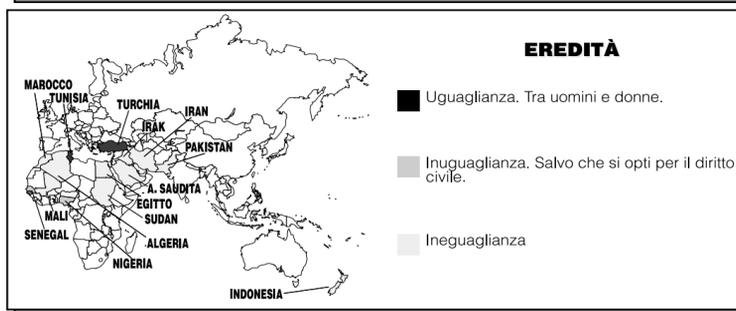 EREDITÀ
MAROCCO
TUNISIA
TURCHIA
IRAN
IRAK
PAKISTAN
A. SAUDITA
EGITTO
MALI
SUDAN
SENEGAL
ALGERIA
NIGERIA
INDONESIA
Uguaglianza. Tra uomini e donne.
Inuguaglianza. Salvo che si opti per il diritto
civile.
Ineguaglianza